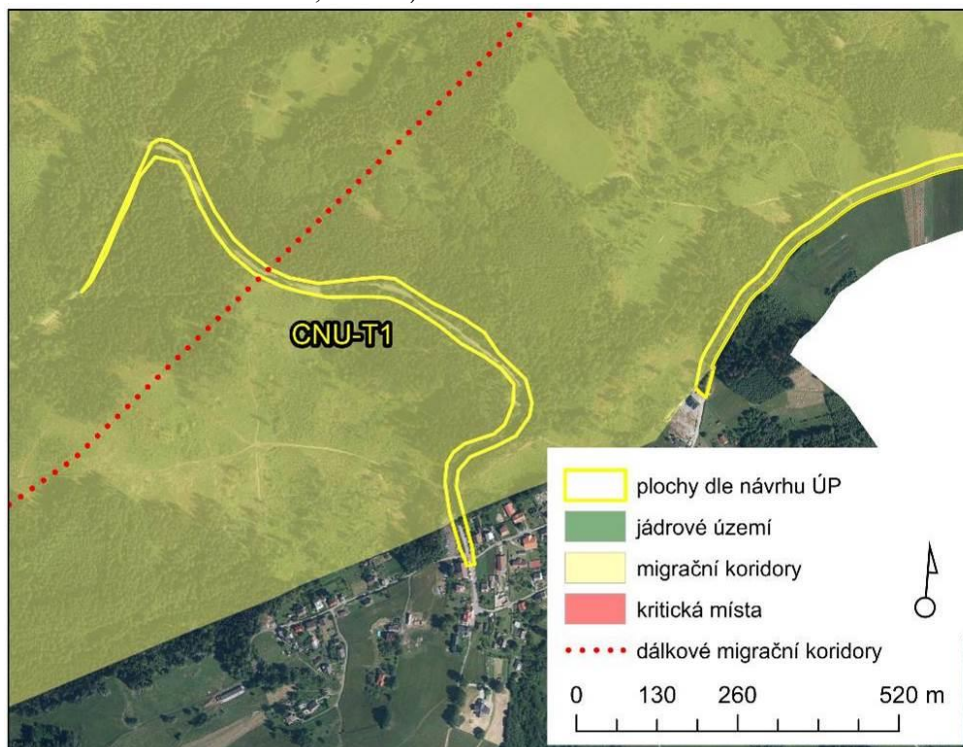 CNU-T1
plochy dle návrhu ÚP
jádrové území
migrační koridory
kritická místa
dálkové migrační koridory
0 130 260 520 m